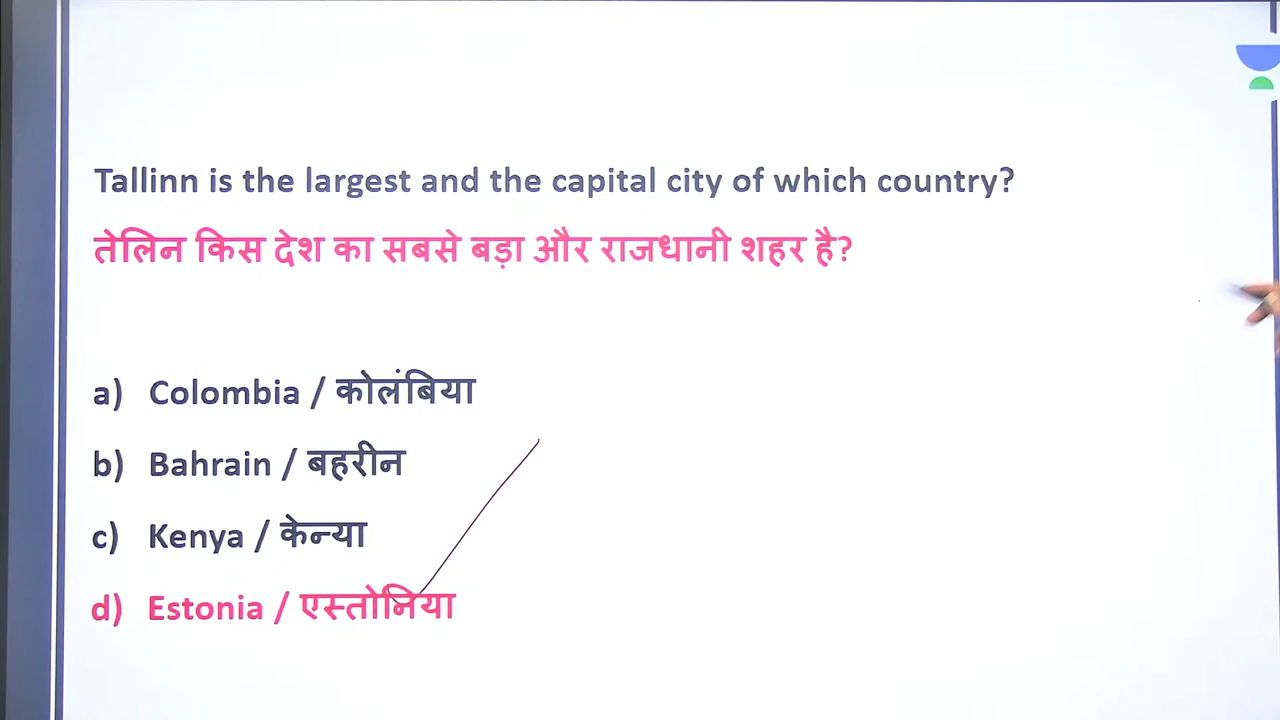 Tallinn is the largest and the capital city of which country?
तेलिन किस देश का सबसे बड़ा और राजधानी शहर है?
a) Colombia / कोलंबिया
b) Bahrain / बहरीन
c) Kenya / केन्या
d) Estonia / एस्तोनिया